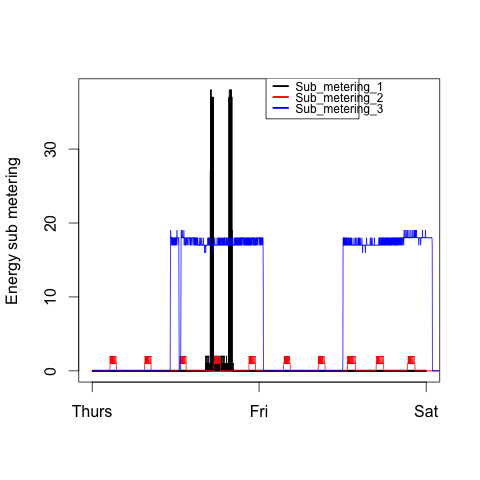 Sub_metering_1
Sub_metering_2
Sub_metering_3
Energy sub metering
30
20
10
0
Thurs Fri Sat